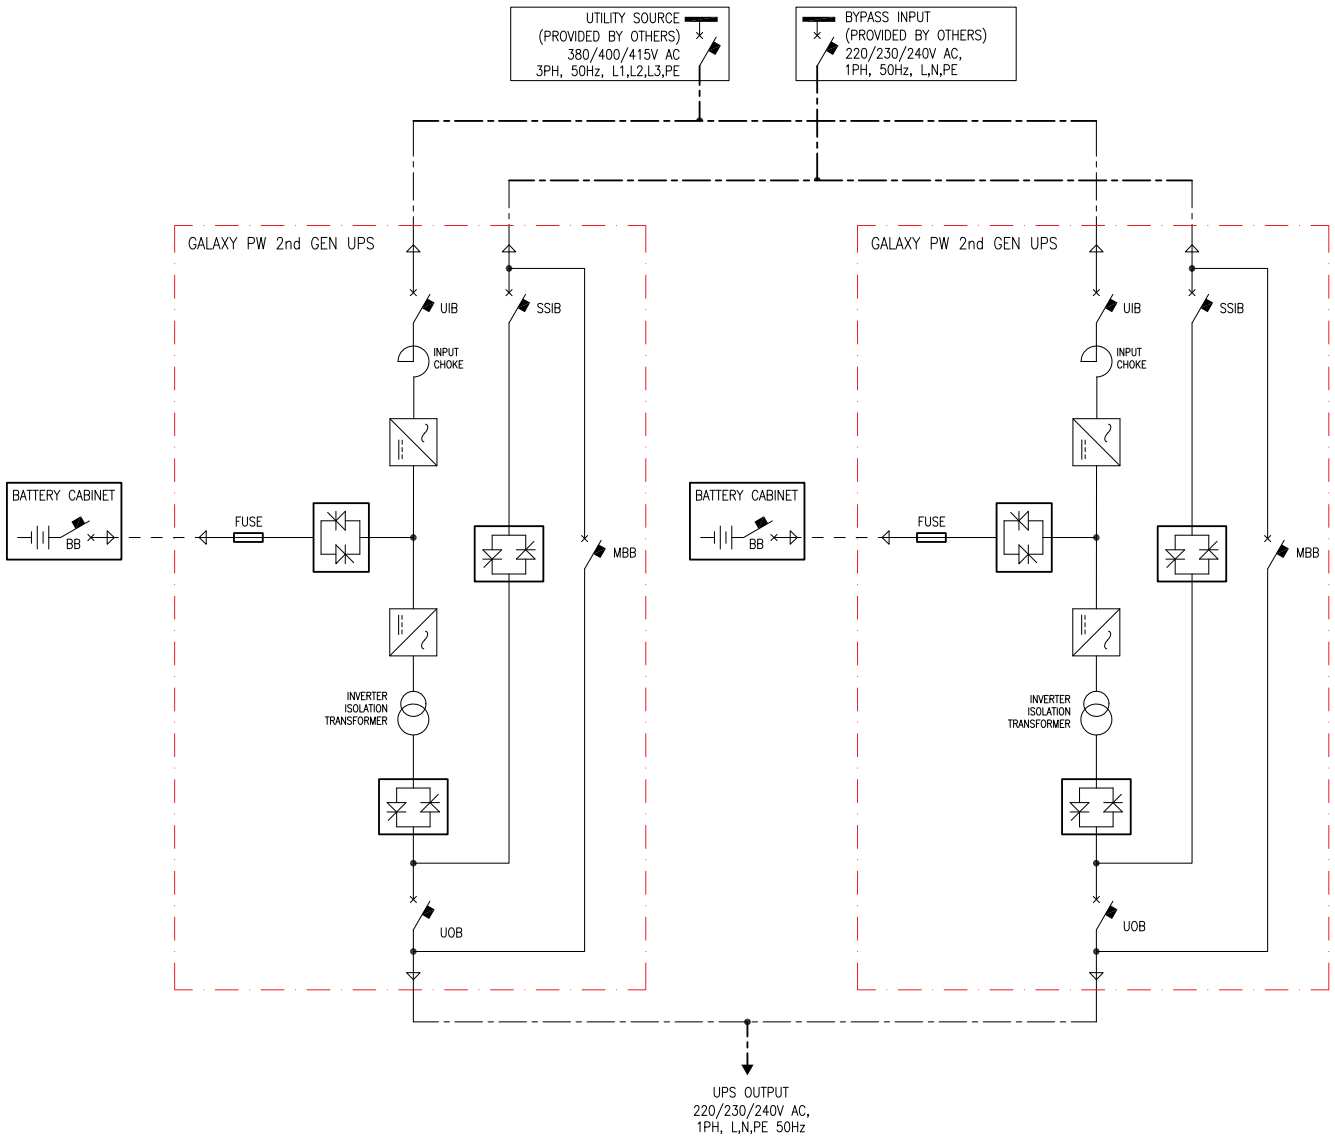 UTILITY SOURCE
(PROVIDED BY OTHERS)
380/400/415V AC
3PH, 50Hz, L1,L2,L3,PE
BYPASS INPUT
(PROVIDED BY OTHERS)
220/230/240V AC,
1PH, 50Hz, L,N,PE
GALAXY PW 2nd GEN UPS
UIB
SSIB
INPUT
CHOKE
BATTERY CABINET
BB
FUSE
MBB
INVERTER
ISOLATION
TRANSFORMER
UOB
GALAXY PW 2nd GEN UPS
UIB
SSIB
INPUT
CHOKE
BATTERY CABINET
BB
FUSE
MBB
INVERTER
ISOLATION
TRANSFORMER
UOB
UPS OUTPUT
220/230/240V AC,
1PH, L,N,PE 50Hz